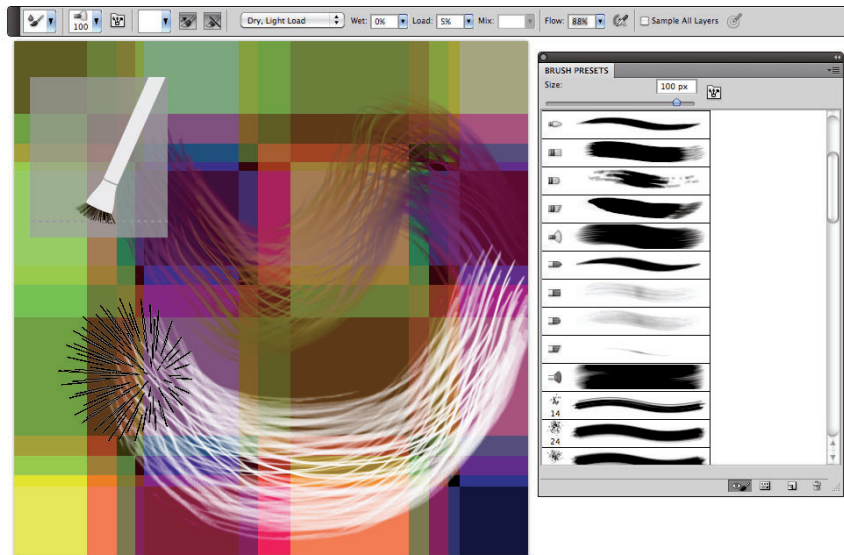 100
Dry, Light Load
Wet: 0% Load: 5% Mix: Flow: 88% Sample All Layers
BRUSH PRESETS
Size: 100 px
14
24